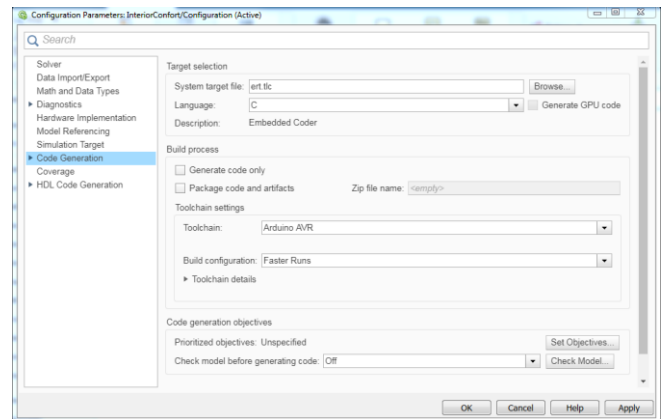 Configuration Parameters: InteriorConfort/Configuration (Active)
Search
Solver
Data Import/Export
Math and Data Types
Diagnostics
Hardware Implementation
Model Referencing
Simulation Target
Code Generation
Coverage
HDL Code Generation
Target selection
System target file: ert.tlc Browse...
Language: C Generate GPU code
Description: Embedded Coder
Build process
Generate code only
Package code and artifacts Zip file name: <empty>
Toolchain settings
Toolchain: Arduino AVR
Build configuration: Faster Runs
Toolchain details
Code generation objectives
Prioritized objectives: Unspecified Set Objectives...
Check model before generating code: Off Check Model...
OK Cancel Help Apply